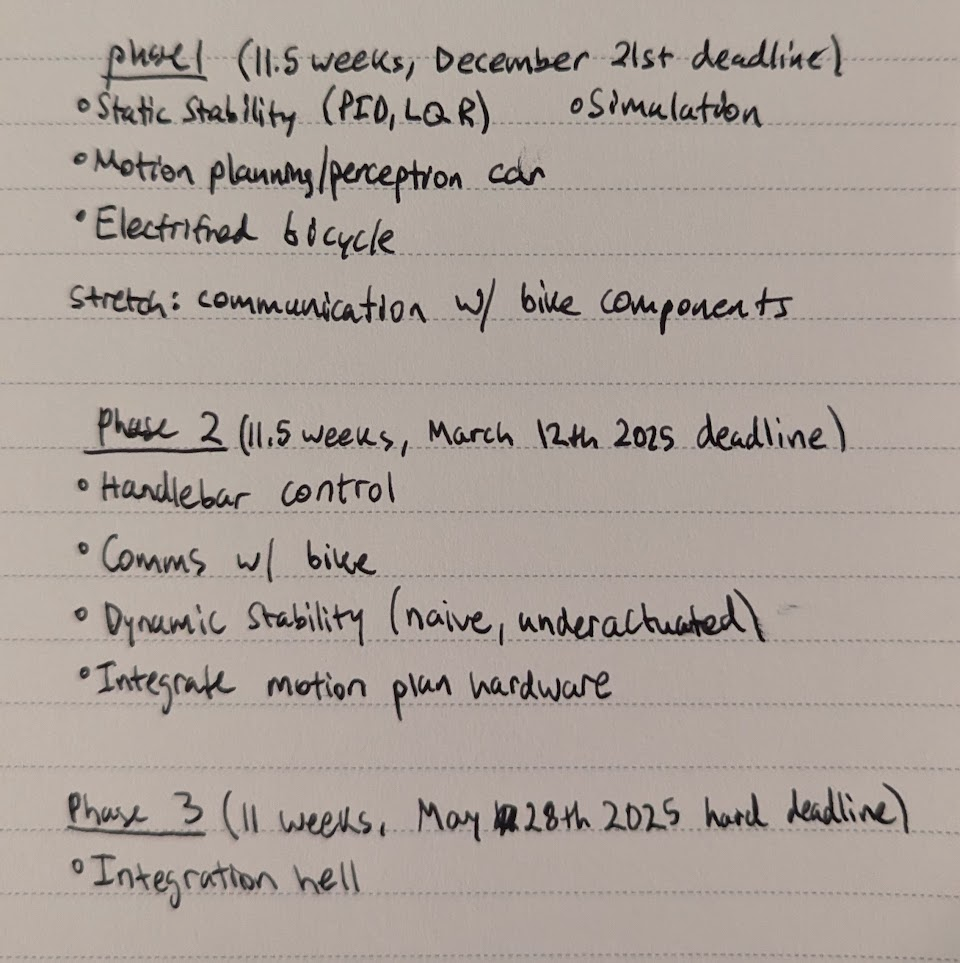 phase 1 (11.5 weeks, December 21st deadline)
• Static Stability (PID, LQR) • Simulation
• Motion planning/perception car
• Electrified bicycle
Stretch: communication w/ bike components
Phase 2 (11.5 weeks, March 12th 2025 deadline)
• Handlebar control
• Comms w/ bike
• Dynamic Stability (naive, underactuated)
• Integrate motion plan hardware
Phase 3 (11 weeks, May 28th 2025 hard deadline)
• Integration hell